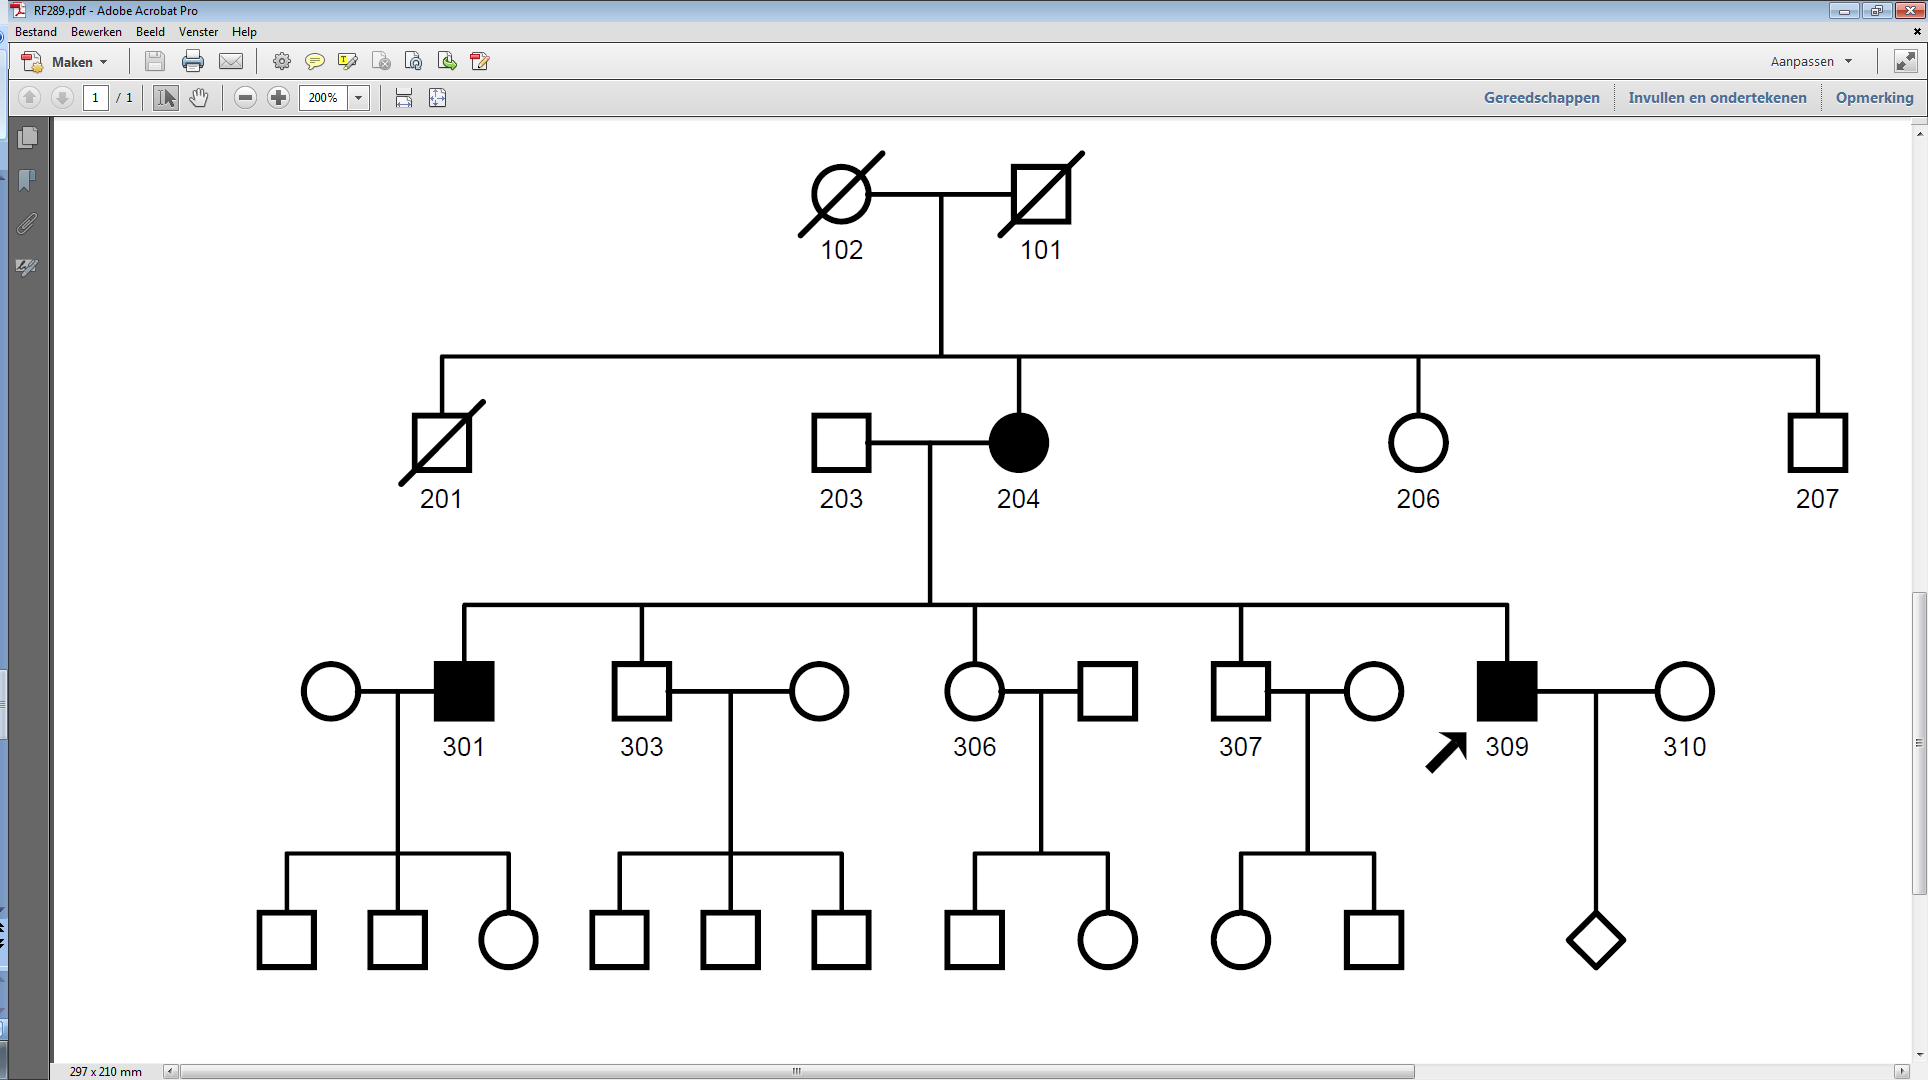 RF289.pdf - Adobe Acrobat Pro
Bestand Bewerken Beeld Venster Help
Maken Aanpassen
1 / 1 200% Gereedschappen Invullen en ondertekenen Opmerking
102 101
201 203 204 206 207
301 303 306 307 309 310
297 x 210 mm